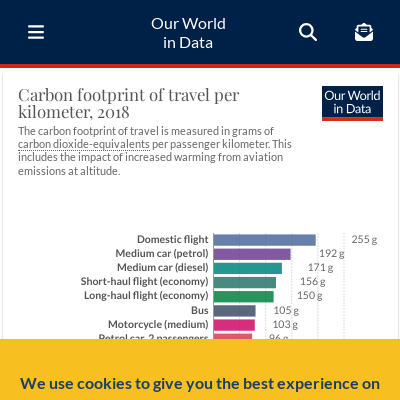 Our World
in Data
Carbon footprint of travel per
kilometer, 2018
Our World
in Data
The carbon footprint of travel is measured in grams of
carbon dioxide-equivalents per passenger kilometer. This
includes the impact of increased warming from aviation
emissions at altitude.
Domestic flight 255 g
Medium car (petrol) 192 g
Medium car (diesel) 171 g
Short-haul flight (economy) 156 g
Long-haul flight (economy) 150 g
Bus 105 g
Motorcycle (medium) 103 g
Petrol car, 2 passengers 96 g
We use cookies to give you the best experience on